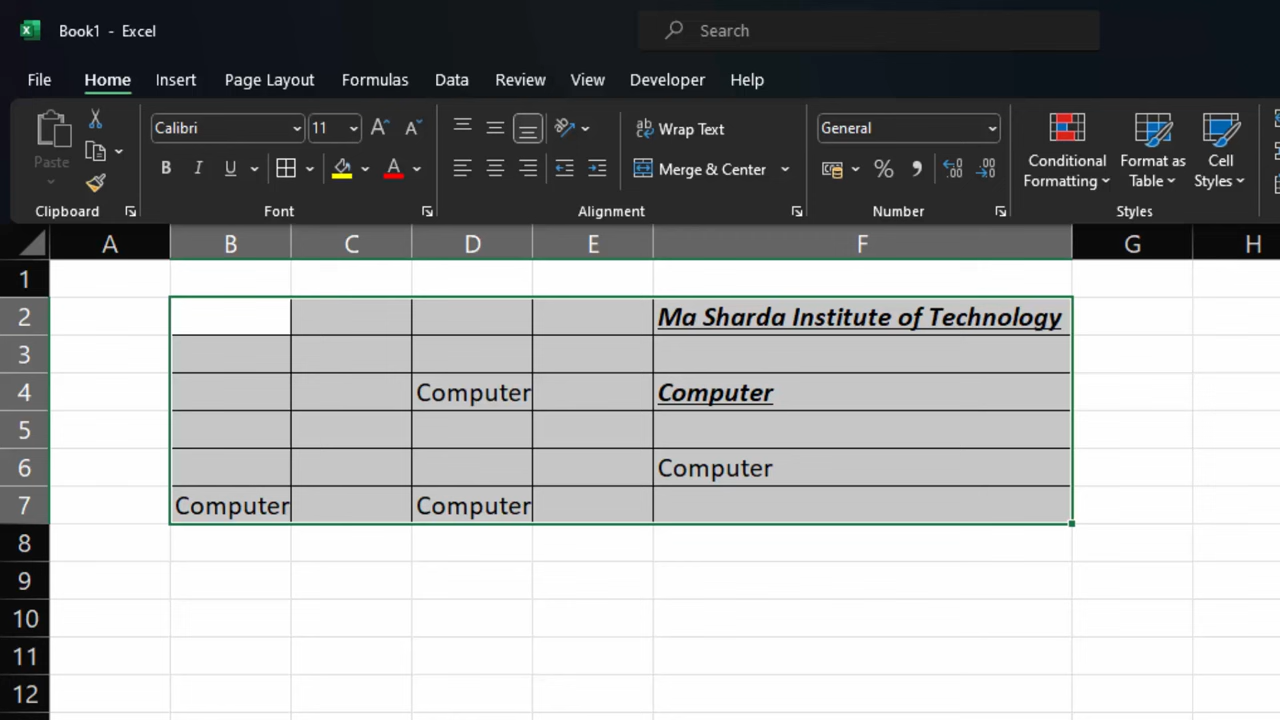 Book1 - Excel
Search
File Home Insert Page Layout Formulas Data Review View Developer Help
Paste
Calibri 11
Wrap Text
General
Merge & Center
Conditional Formatting
Format as Table
Cell Styles
Clipboard Font Alignment Number Styles
A B C D E F G H
1
2 Ma Sharda Institute of Technology
3
4 Computer Computer
5
6 Computer
7 Computer Computer
8
9
10
11
12